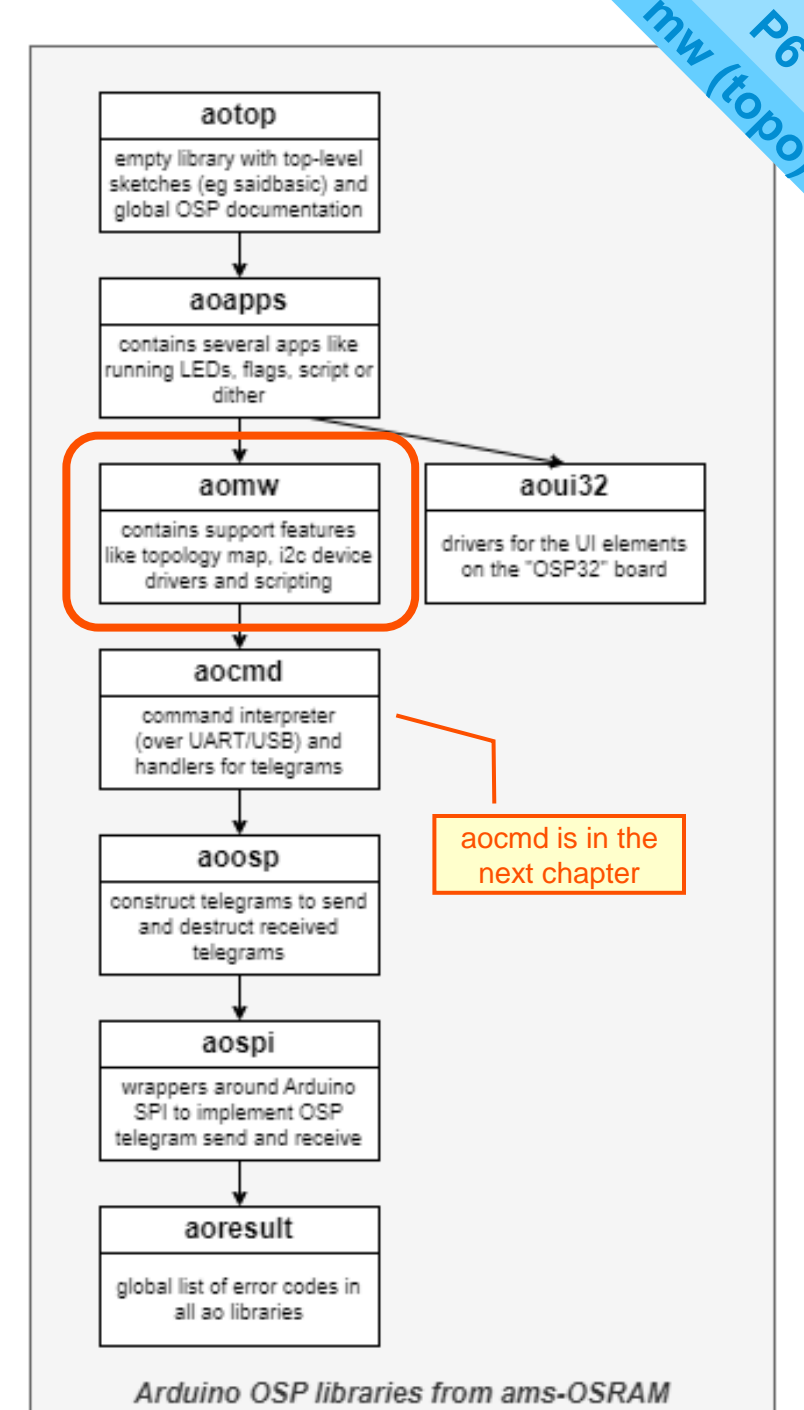 P6
mw (topo)
aotop
empty library with top-level
sketches (eg saidbasic) and
global OSP documentation
aoapps
contains several apps like
running LEDs, flags, script or
dither
aomw
contains support features
like topology map, i2c device
drivers and scripting
aoui32
drivers for the UI elements
on the "OSP32" board
aocmd
command interpreter
(over UART/USB) and
handlers for telegrams
aocmd is in the
next chapter
aoosp
construct telegrams to send
and destruct received
telegrams
aospi
wrappers around Arduino
SPI to implement OSP
telegram send and receive
aoresult
global list of error codes in
all ao libraries
Arduino OSP libraries from ams-OSRAM